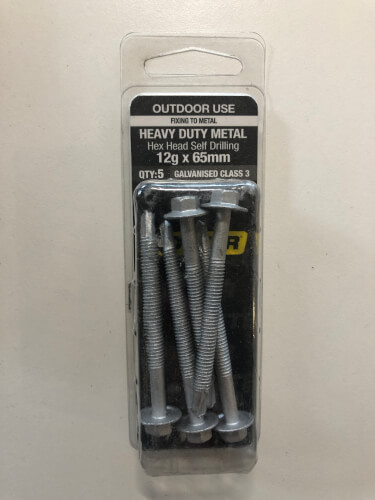 OUTDOOR USE
FIXING TO METAL
HEAVY DUTY METAL
Hex Head Self Drilling
12g x 65mm
QTY:5 GALVANISED CLASS 3